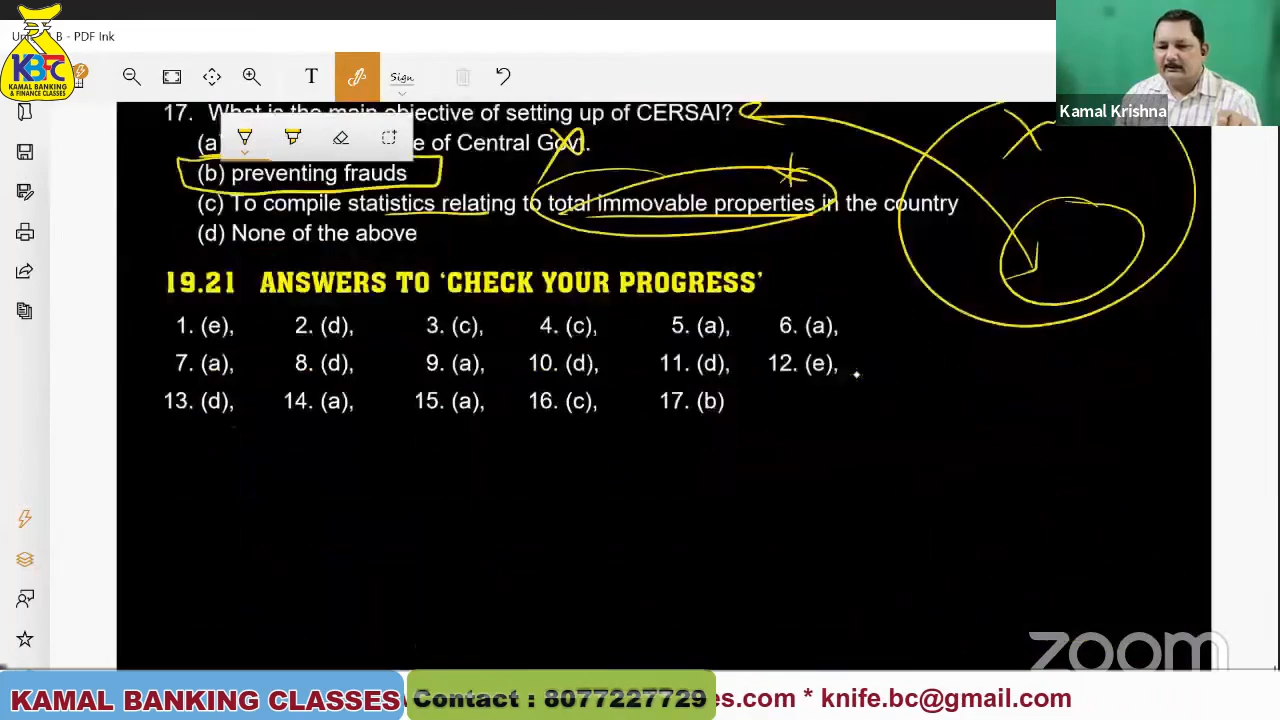 Un B - PDF Ink
KBC
KAMAL BANKING
& FINANCE CLASSES
T
Sign
Kamal Krishna
17. What is the main objective of setting up of CERSAI?
(a) e of Central Govt.
(b) preventing frauds
(c) To compile statistics relating to total immovable properties in the country
(d) None of the above
19.21 ANSWERS TO ‘CHECK YOUR PROGRESS’
1. (e), 2. (d), 3. (c), 4. (c), 5. (a), 6. (a),
7. (a), 8. (d), 9. (a), 10. (d), 11. (d), 12. (e),
13. (d), 14. (a), 15. (a), 16. (c), 17. (b)
zoom
KAMAL BANKING CLASSES Contact : 8077227729 es.com * knife.bc@gmail.com